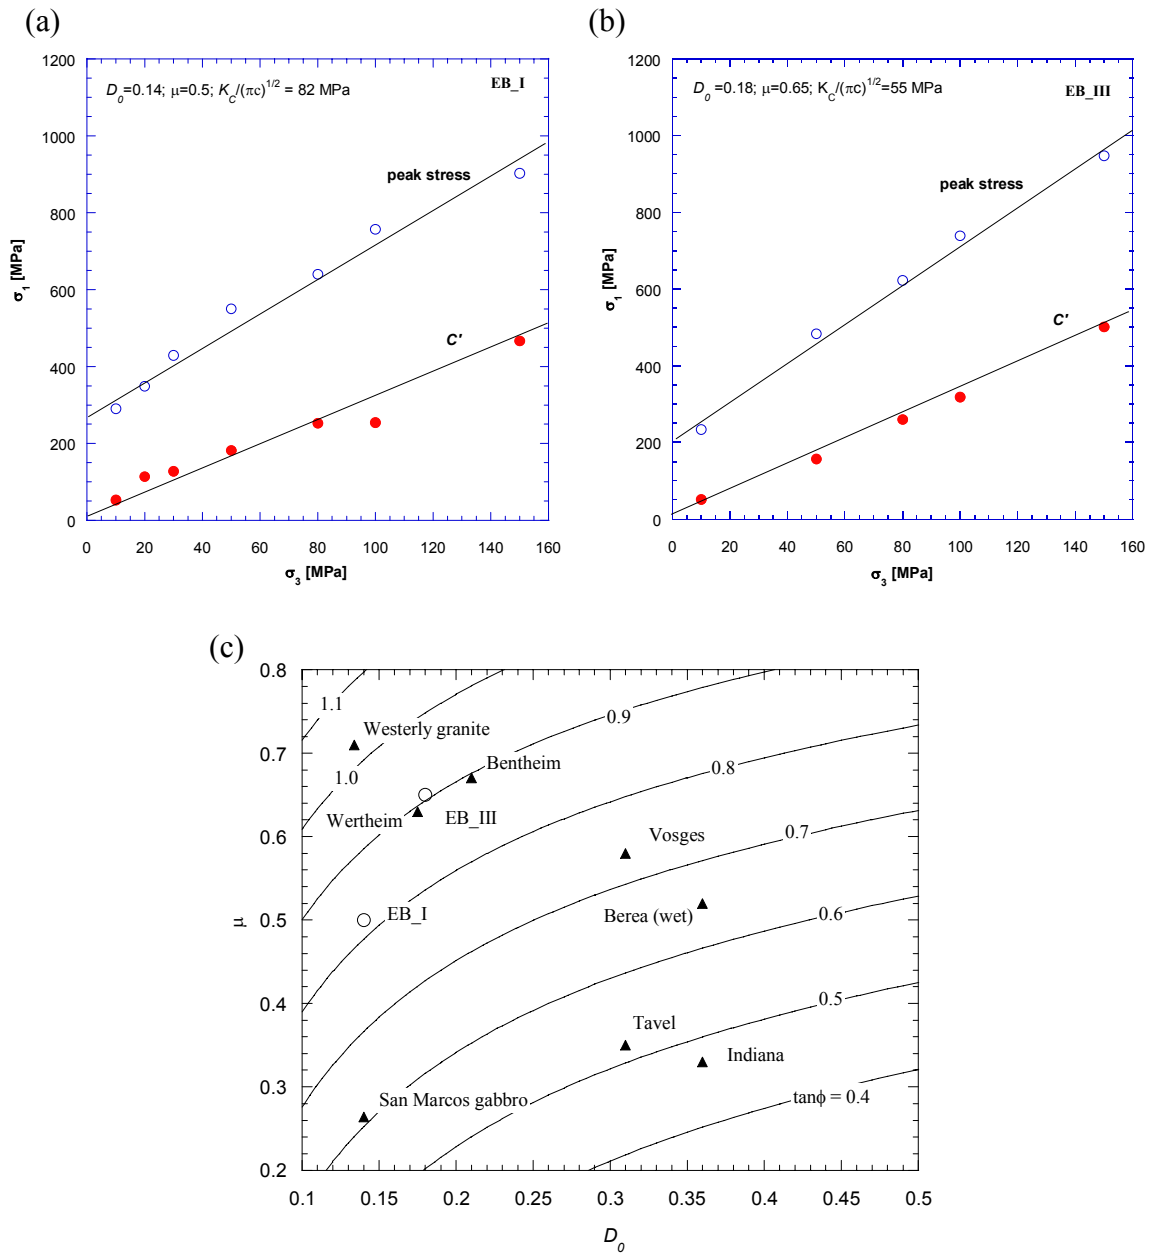 (a)
1200
1000
800
600
400
200
0
D₀=0.14; μ=0.5; K_C/(πc)^1/2 = 82 MPa
EB_I
peak stress
C'
σ₁ [MPa]
0 20 40 60 80 100 120 140 160
σ₃ [MPa]
(b)
1200
1000
800
600
400
200
0
D₀ =0.18; μ=0.65; K_C/(πc)^1/2=55 MPa
EB_III
peak stress
C'
σ₁ [MPa]
0 20 40 60 80 100 120 140 160
σ₃ [MPa]
(c)
0.8
0.7
0.6
0.5
0.4
0.3
0.2
μ
1.1
Westerly granite
0.9
1.0
Bentheim
0.8
Wertheim
EB_III
Vosges
0.7
EB_I
Berea (wet)
0.6
Tavel
0.5
Indiana
San Marcos gabbro
tanϕ = 0.4
0.1 0.15 0.2 0.25 0.3 0.35 0.4 0.45 0.5
D₀